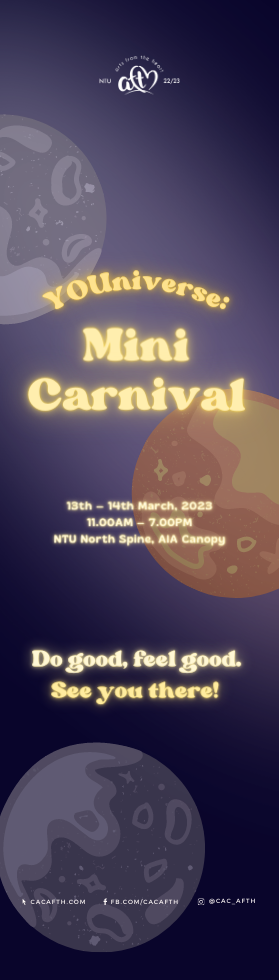 arts from the heart
NTU afth 22/23
YOUniverse:
Mini
Carnival
13th – 14th March, 2023
11.00AM – 7.00PM
NTU North Spine, AIA Canopy
Do good, feel good.
See you there!
CACAFTH.COM FB.COM/CACAFTH @CAC_AFTH